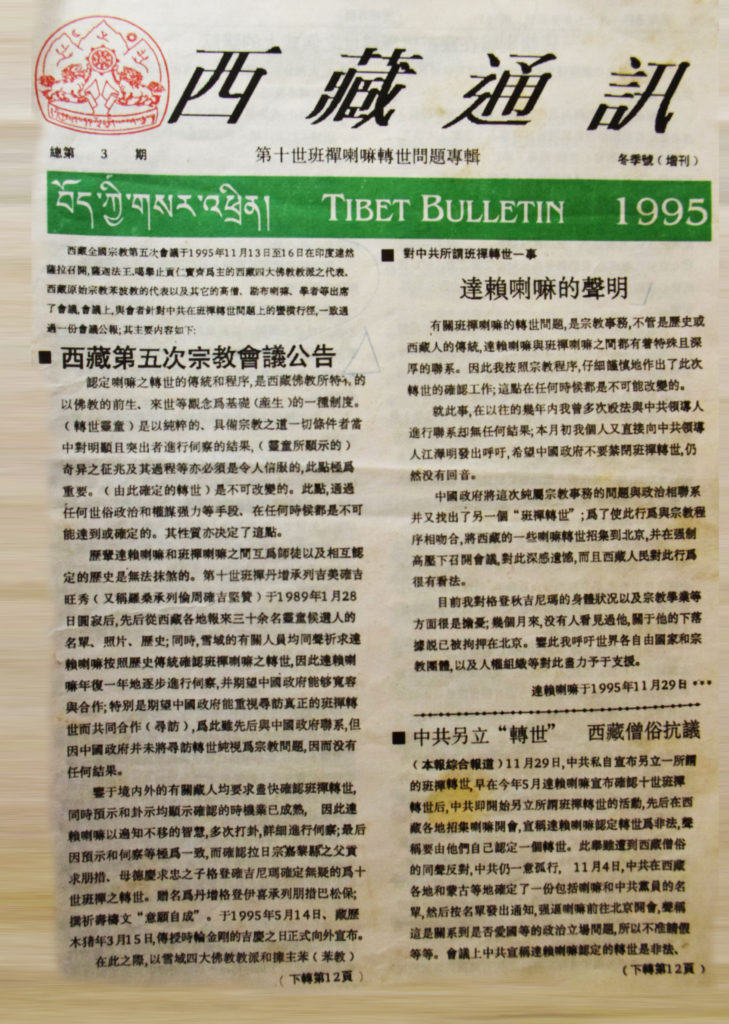 西藏通訊
總第 3 期
第十世班禪喇嘛轉世問題專輯
冬季號(增刊)
བོད་ཀྱི་གསར་འཕྲིན།
TIBET BULLETIN
1995
西藏全國宗教第五次會議于1995年11月13日至16日在印度達然
薩拉召開,薩迦法王、噶舉止貢仁寶齊爲主的西藏四大佛教教派之代表、
西藏原始宗教苯波教的代表以及其它的高僧、勘布喇嘛、學者等出席
了會議,會議上,與會者針對中共在班禪轉世問題上的蠻橫行徑,一致通
過一份會議公報;其主要内容如下:
■ 西藏第五次宗教會議公告
認定喇嘛之轉世的傳統和程序,是西藏佛教所特有的
以佛教的前生、來世等觀念爲基礎(産生)的一種制度。
(轉世靈童)是以純粹的、具備宗教之道一切條件者當
中對明顯且突出者進行伺察的結果,(靈童所顯示的)
奇异之征兆及其過程等亦必須是令人信服的,此點極爲
重要。(由此確定的轉世)是不可改變的。此點,通過
任何世俗政治和權謀强力等手段、在任何時候都是不可
能達到或確定的。其性質亦决定了這點。
歷輩達賴喇嘛和班禪喇嘛之間互爲師徒以及相互認
定的歷史是無法抹煞的。第十世班禪丹增承列吉美確吉
旺秀(又稱羅桑承列倫周確吉堅贊)于1989年1月28
日圓寂后,先后從西藏各地報來三十余名靈童候選人的
名單、照片、歷史;同時,雪域的有關人員均同聲祈求達
賴喇嘛按照歷史傳統確認班禪喇嘛之轉世,因此達賴喇
嘛年復一年地逐步進行伺察,并期望中國政府能够寬容
與合作;特别是期望中國政府能重視尋訪真正的班禪轉
世而共同合作(尋訪),爲此雖先后與中國政府聯系,但
因中國政府并未將尋訪轉世純視爲宗教問題,因而没有
任何結果。
鑒于境内外的有關藏人均要求盡快確認班禪轉世,
同時預示和卦示均顯示確認的時機業已成熟, 因此達
賴喇嘛以遍知不移的智慧,多次打卦,詳細進行伺察;最后
因預示和伺察等極爲一致,而確認拉日宗嘉黎縣之父貢
求朋措、母德慶求忠之子格登確吉尼瑪確定無疑的爲十
世班禪之轉世。贈名爲丹增格登伊喜承列朋措巴松保;
撰祈壽禱文“意願自成”。于1995年5月14日、藏歷
木猪年3月15日,傳授時輪金剛的吉慶之日正式向外宣布。
在此之際,以雪域四大佛教教派和擁主苯(苯教)
(下轉第12頁)
■ 對中共所謂班禪轉世一事
達賴喇嘛的聲明
有關班禪喇嘛的轉世問題,是宗教事務,不管是歷史或
西藏人的傳統,達賴喇嘛與班禪喇嘛之間都有着特殊且深
厚的聯系。因此我按照宗教程序,仔細謹慎地作出了此次
轉世的確認工作;這點在任何時候都是不可能改變的。
就此事,在以往的幾年内我曾多次設法與中共領導人
進行聯系却無任何結果;本月初我個人又直接向中共領導
人江澤明發出呼吁,希望中國政府不要禁閉班禪轉世,仍
然没有回音。
中國政府將這次純屬宗教事務的問題與政治相聯系
并又找出了另一個“班禪轉世”;爲了使此行爲與宗教程
序相吻合,將西藏的一些喇嘛轉世招集到北京,并在强制
高壓下召開會議,對此深感遺憾,而且西藏人民對此行爲
很有看法。
目前我對格登秋吉尼瑪的身體狀况以及宗教學業等
方面很是擔憂;幾個月來,没有人看見過他,關于他的下落
據説已被拘押在北京。鑒此我呼吁世界各自由國家和宗
教團體,以及人權組織等對此盡力予于支援。
達賴喇嘛于1995年11月29日 ***
■ 中共另立“轉世” 西藏僧俗抗議
(本報綜合報道)11月29日,中共私自宣布另立一所謂
的班禪轉世,早在今年5月達賴喇嘛宣布確認十世班禪
轉世后,中共即開始另立所謂班禪轉世的活動,先后在西
藏各地招集喇嘛開會,宣稱達賴喇嘛認定轉世爲非法,聲
稱要由他們自己認定一個轉世。此舉雖遭到西藏僧俗
的同聲反對,中共仍一意孤行, 11月4日,中共在西藏
各地和蒙古等地確定了一份包括喇嘛和中共黨員的名
單,然后按名單發出通知,强逼喇嘛前往北京開會,聲稱
這是關系到是否愛國等的政治立場問題,所以不准請假
等等。會議上中共宣稱達賴喇嘛認定的轉世是非法、
(下轉第12頁)